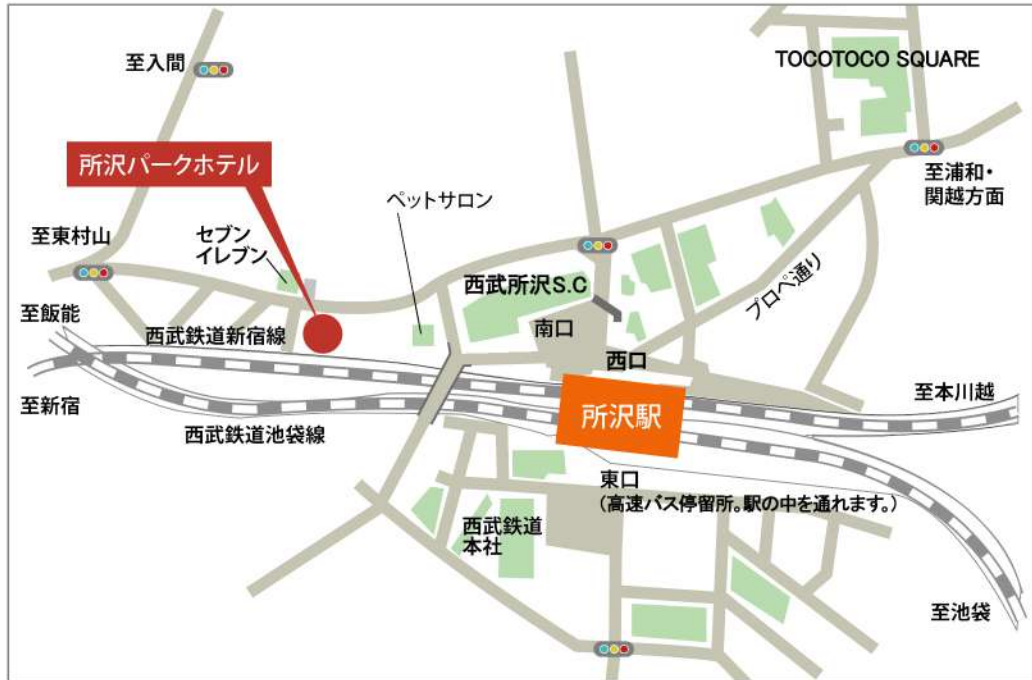 至入間
TOCOTOCO SQUARE
所沢パークホテル
至浦和・
関越方面
ペットサロン
至東村山
セブン
イレブン
西武所沢S.C
プロペ通り
至飯能
南口
西武鉄道新宿線
西口
至本川越
至新宿
所沢駅
西武鉄道池袋線
東口
(高速バス停留所。駅の中を通れます。)
西武鉄道
本社
至池袋